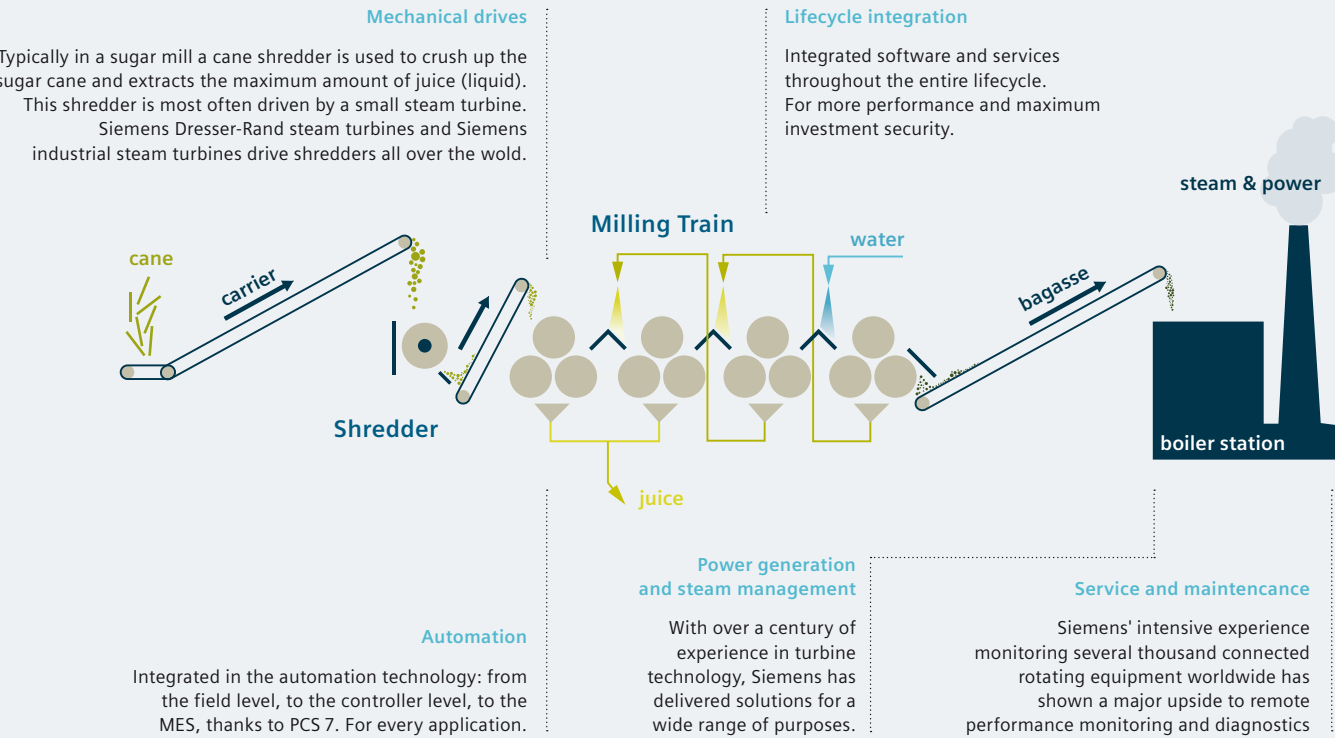 Mechanical drives
Typically in a sugar mill a cane shredder is used to crush up the
sugar cane and extracts the maximum amount of juice (liquid).
This shredder is most often driven by a small steam turbine.
Siemens Dresser-Rand steam turbines and Siemens
industrial steam turbines drive shredders all over the wold.
Lifecycle integration
Integrated software and services
throughout the entire lifecycle.
For more performance and maximum
investment security.
steam & power
Milling Train
water
cane
carrier
bagasse
Shredder
boiler station
juice
Automation
Integrated in the automation technology: from
the field level, to the controller level, to the
MES, thanks to PCS 7. For every application.
Power generation
and steam management
With over a century of
experience in turbine
technology, Siemens has
delivered solutions for a
wide range of purposes.
Service and maintencance
Siemens' intensive experience
monitoring several thousand connected
rotating equipment worldwide has
shown a major upside to remote
performance monitoring and diagnostics